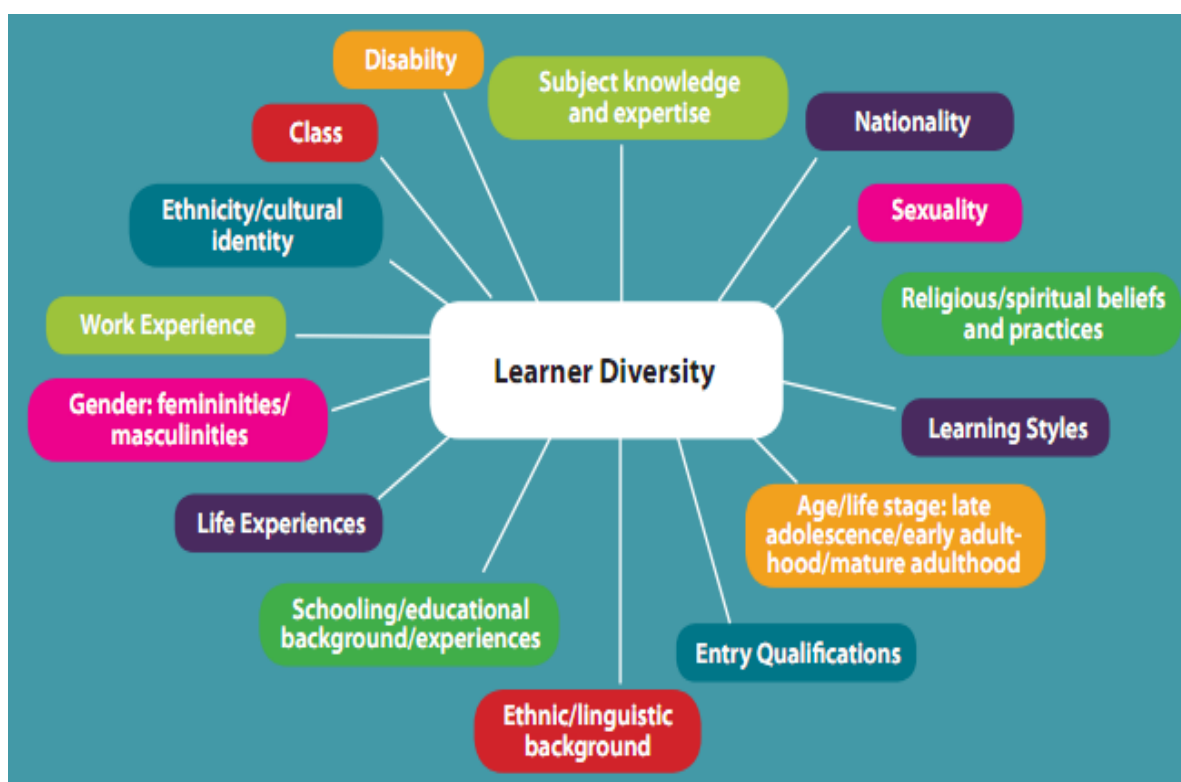 Disabilty
Subject knowledge
and expertise
Nationality
Class
Ethnicity/cultural
identity
Sexuality
Religious/spiritual beliefs
and practices
Work Experience
Learner Diversity
Gender: femininities/
masculinities
Learning Styles
Life Experiences
Age/life stage: late
adolescence/early adult-
hood/mature adulthood
Schooling/educational
background/experiences
Entry Qualifications
Ethnic/linguistic
background